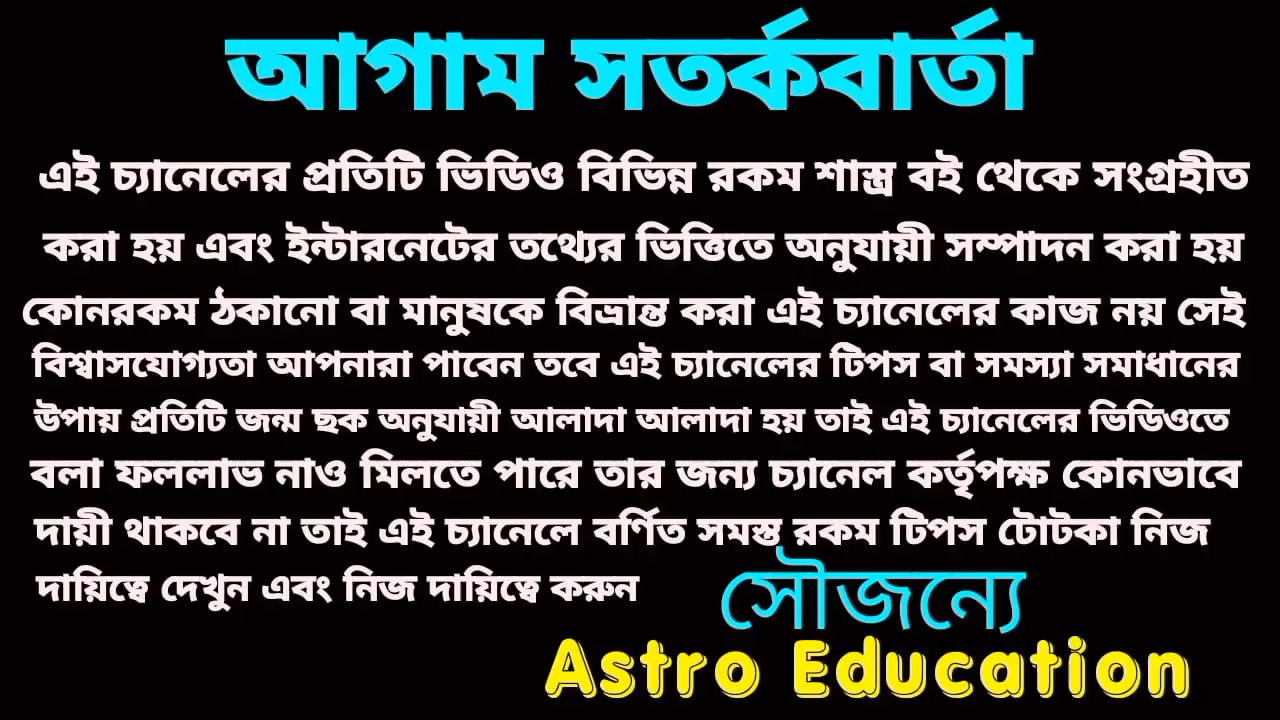 আগাম সতর্কবার্তা
এই চ্যানেলের প্রতিটি ভিডিও বিভিন্ন রকম শাস্ত্র বই থেকে সংগ্রহীত
করা হয় এবং ইন্টারনেটের তথ্যের ভিত্তিতে অনুযায়ী সম্পাদন করা হয়
কোনরকম ঠকানো বা মানুষকে বিভ্রান্ত করা এই চ্যানেলের কাজ নয় সেই
বিশ্বাসযোগ্যতা আপনারা পাবেন তবে এই চ্যানেলের টিপস বা সমস্যা সমাধানের
উপায় প্রতিটি জন্ম ছক অনুযায়ী আলাদা আলাদা হয় তাই এই চ্যানেলের ভিডিওতে
বলা ফললাভ নাও মিলতে পারে তার জন্য চ্যানেল কর্তৃপক্ষ কোনভাবে
দায়ী থাকবে না তাই এই চ্যানেলে বর্ণিত সমস্ত রকম টিপস টোটকা নিজ
দায়িত্বে দেখুন এবং নিজ দায়িত্বে করুন
সৌজন্যে
Astro Education